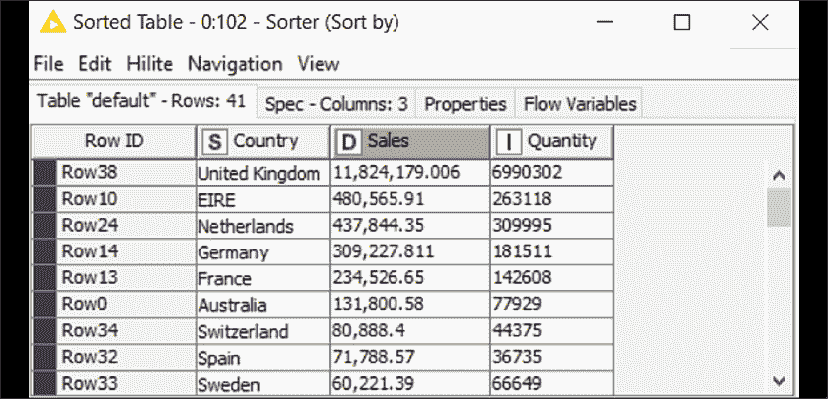 Sorted Table - 0:102 - Sorter (Sort by)
File Edit Hilite Navigation View
Table "default" - Rows: 41 Spec - Columns: 3 Properties Flow Variables
Row ID S Country D Sales I Quantity
Row38 United Kingdom 11,824,179.006 6990302
Row10 EIRE 480,565.91 263118
Row24 Netherlands 437,844.35 309995
Row14 Germany 309,227.811 181511
Row13 France 234,526.65 142608
Row0 Australia 131,800.58 77929
Row34 Switzerland 80,888.4 44375
Row32 Spain 71,788.57 36735
Row33 Sweden 60,221.39 66649